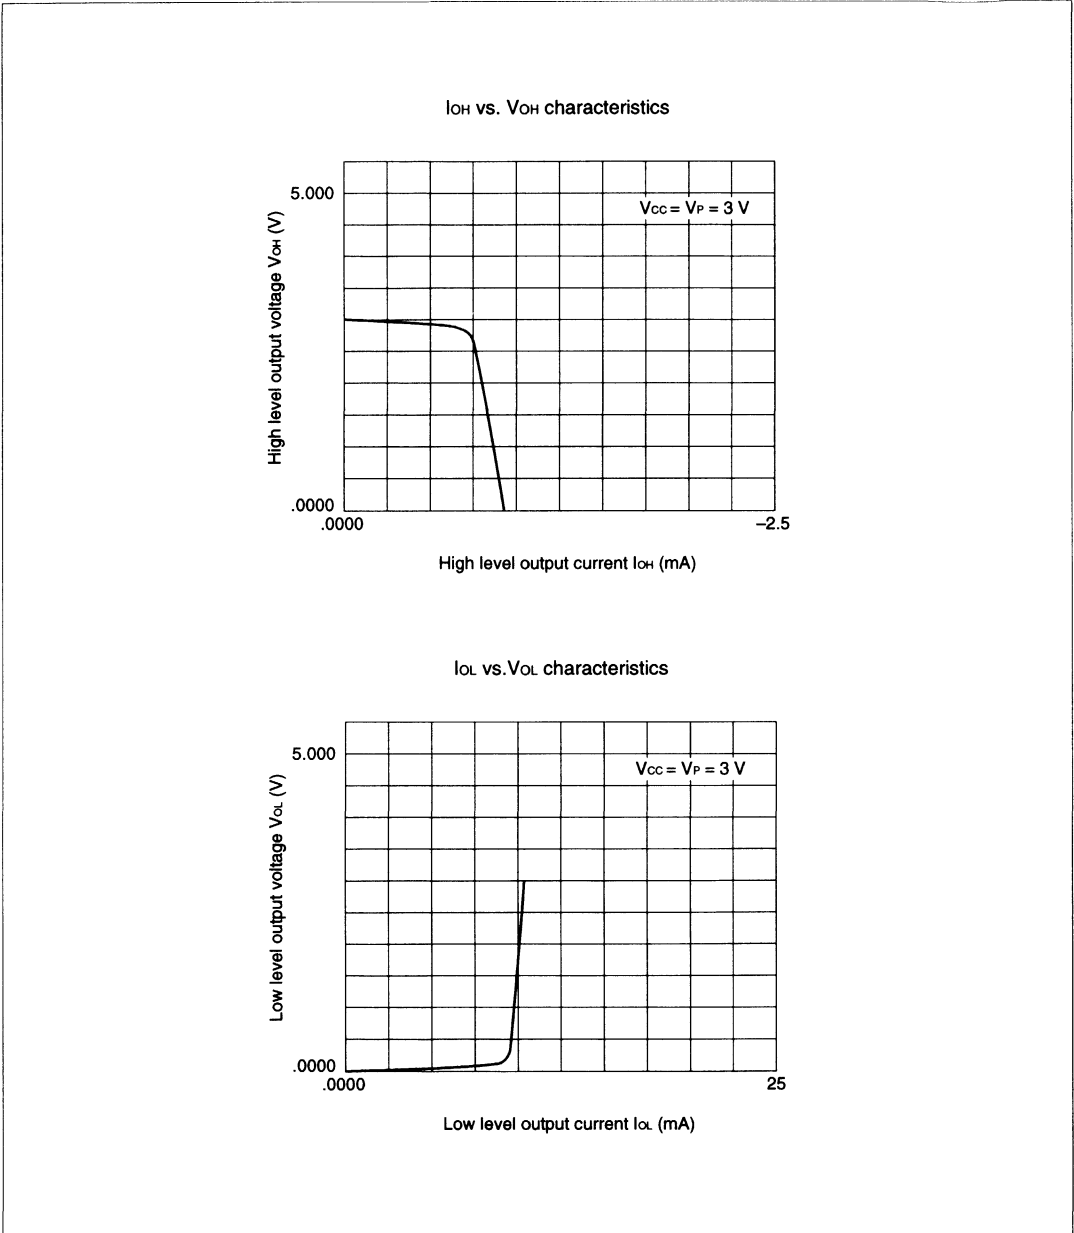 IOH vs. VOH characteristics
5.000
VCC = VP = 3 V
High level output voltage VOH (V)
.0000
.0000
–2.5
High level output current IOH (mA)
IOL vs.VOL characteristics
5.000
VCC = VP = 3 V
Low level output voltage VOL (V)
.0000
.0000
25
Low level output current IOL (mA)